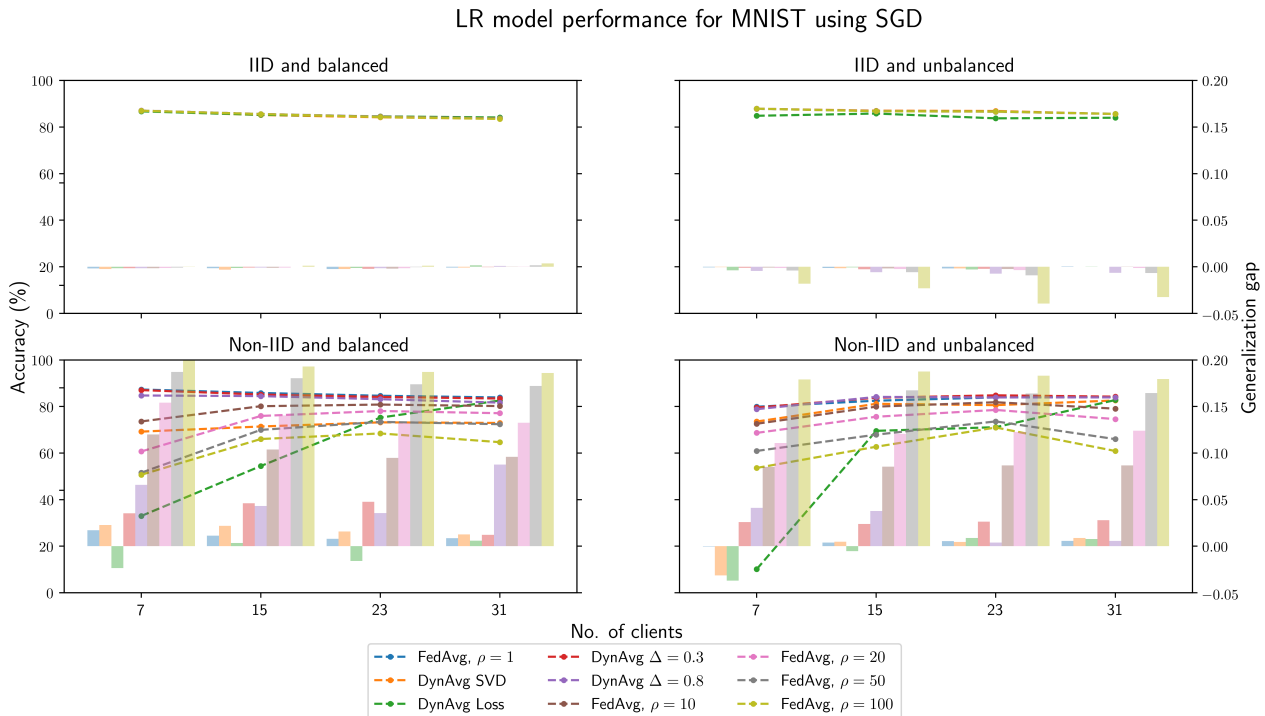 LR model performance for MNIST using SGD
IID and balanced
IID and unbalanced
100
80
60
40
20
0
0.20
0.15
0.10
0.05
0.00
−0.05
Accuracy (%)
Generalization gap
Non-IID and balanced
Non-IID and unbalanced
100
80
60
40
20
0
0.20
0.15
0.10
0.05
0.00
−0.05
7 15 23 31
7 15 23 31
No. of clients
FedAvg, ρ = 1
DynAvg SVD
DynAvg Loss
DynAvg Δ = 0.3
DynAvg Δ = 0.8
FedAvg, ρ = 10
FedAvg, ρ = 20
FedAvg, ρ = 50
FedAvg, ρ = 100